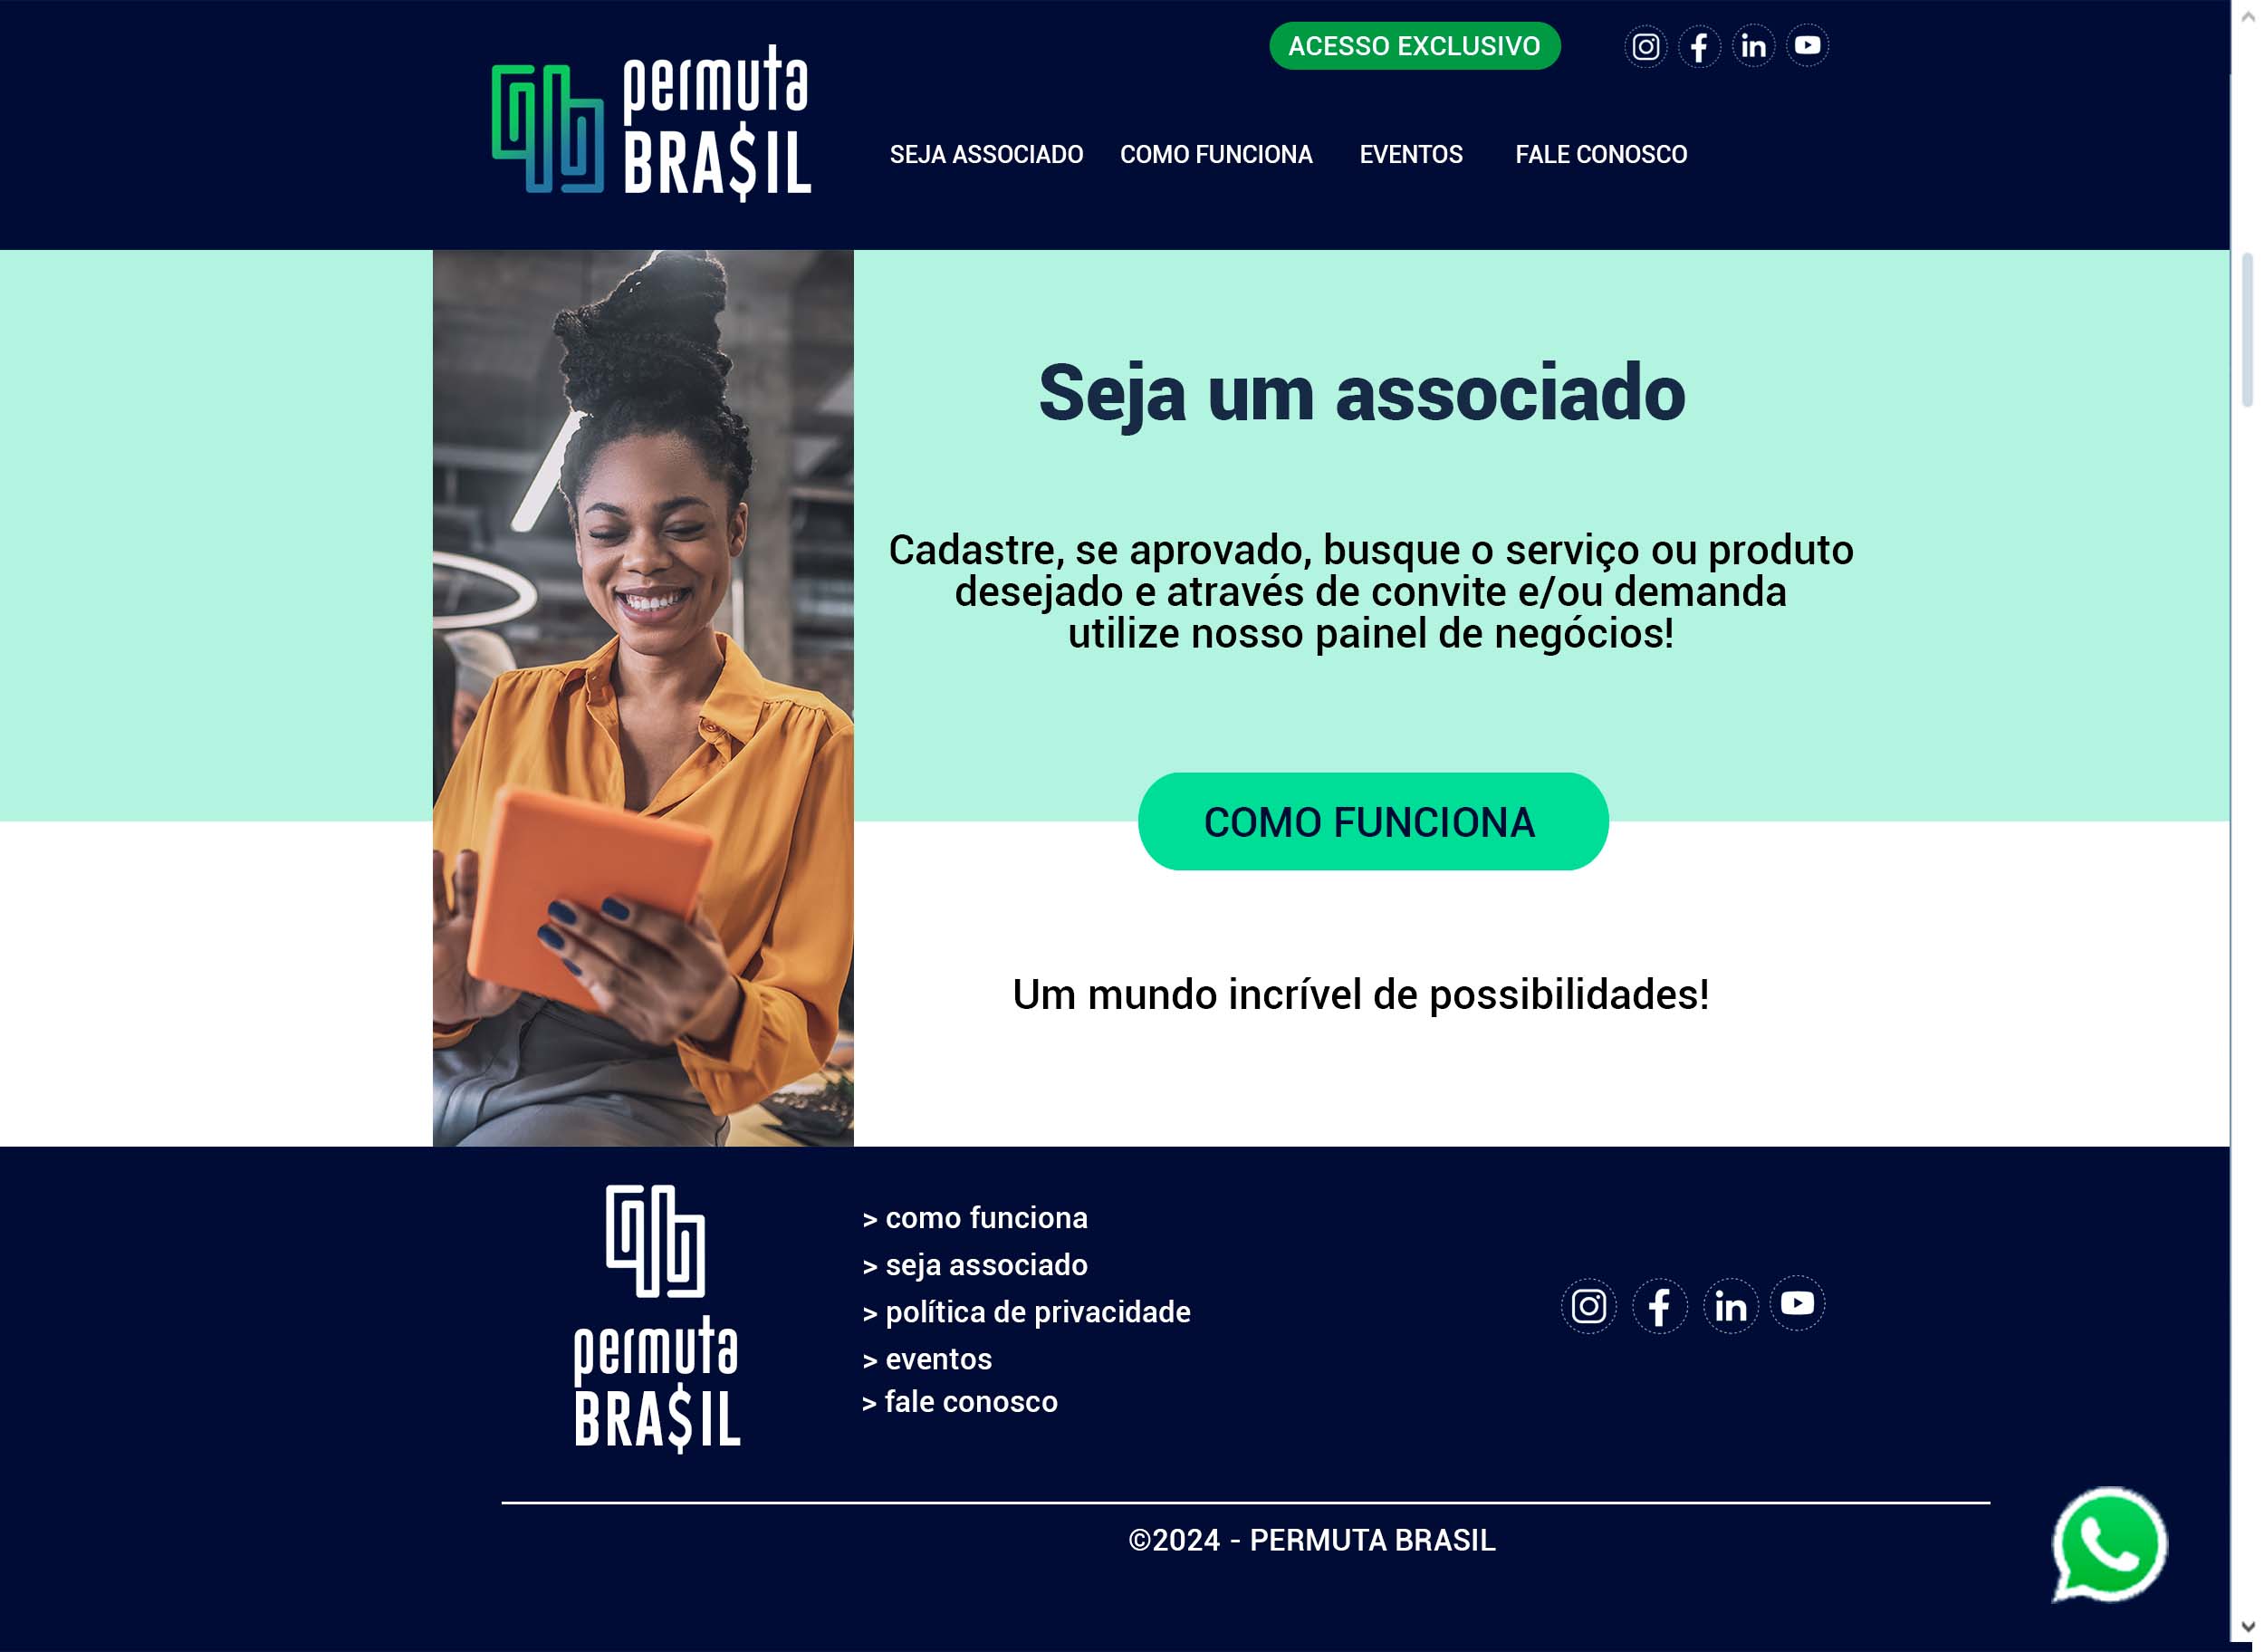 permuta
BRA$IL
ACESSO EXCLUSIVO
SEJA ASSOCIADO COMO FUNCIONA EVENTOS FALE CONOSCO
Seja um associado
Cadastre, se aprovado, busque o serviço ou produto
desejado e através de convite e/ou demanda
utilize nosso painel de negócios!
COMO FUNCIONA
Um mundo incrível de possibilidades!
permuta
BRA$IL
> como funciona
> seja associado
> política de privacidade
> eventos
> fale conosco
©2024 - PERMUTA BRASIL